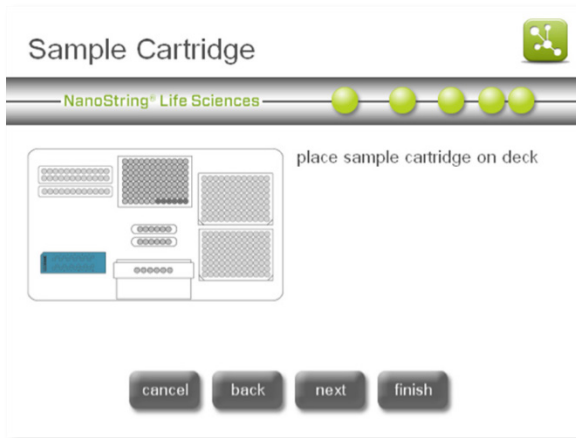 Sample Cartridge
NanoString® Life Sciences
place sample cartridge on deck
cancel
back
next
finish